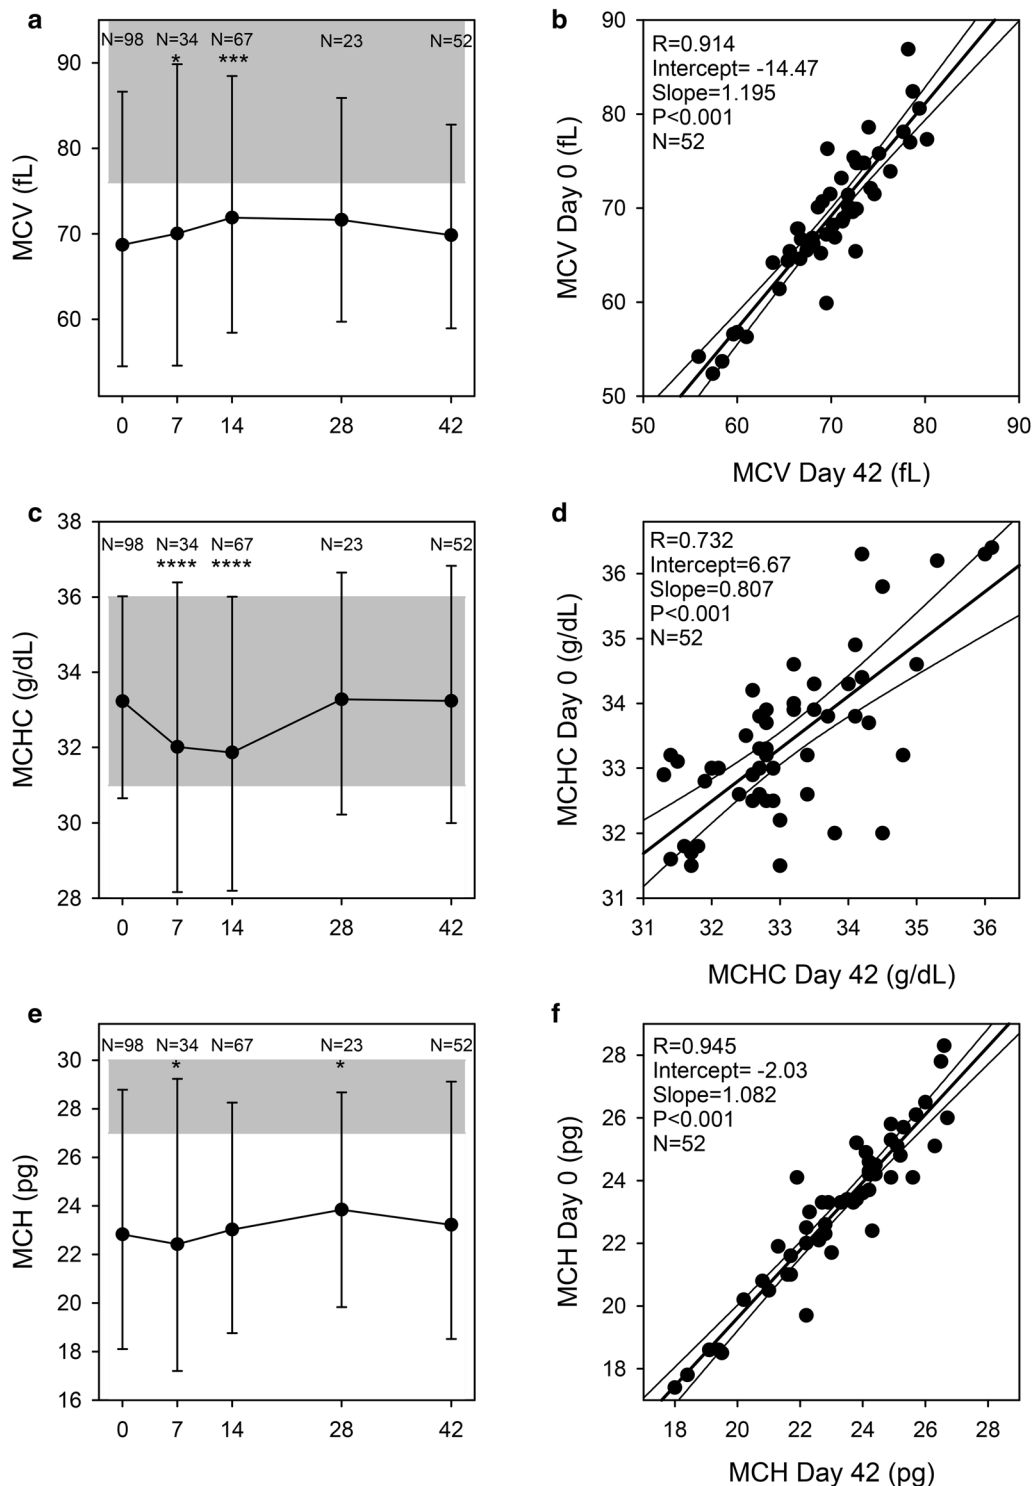 a
N=98 N=34 N=67 N=23 N=52
* ***
90
80
70
60
MCV (fL)
0 7 14 28 42
b
R=0.914
Intercept= -14.47
Slope=1.195
P<0.001
N=52
90
80
70
60
50
MCV Day 0 (fL)
50 60 70 80 90
MCV Day 42 (fL)
c
38
N=98 N=34 N=67 N=23 N=52
**** ****
36
34
32
30
28
MCHC (g/dL)
0 7 14 28 42
d
R=0.732
Intercept=6.67
Slope=0.807
P<0.001
N=52
36
35
34
33
32
31
MCHC Day 0 (g/dL)
31 32 33 34 35 36
MCHC Day 42 (g/dL)
e
N=98 N=34 N=67 N=23 N=52
* *
30
28
26
24
22
20
18
16
MCH (pg)
0 7 14 28 42
f
R=0.945
Intercept= -2.03
Slope=1.082
P<0.001
N=52
28
26
24
22
20
18
MCH Day 0 (pg)
18 20 22 24 26 28
MCH Day 42 (pg)